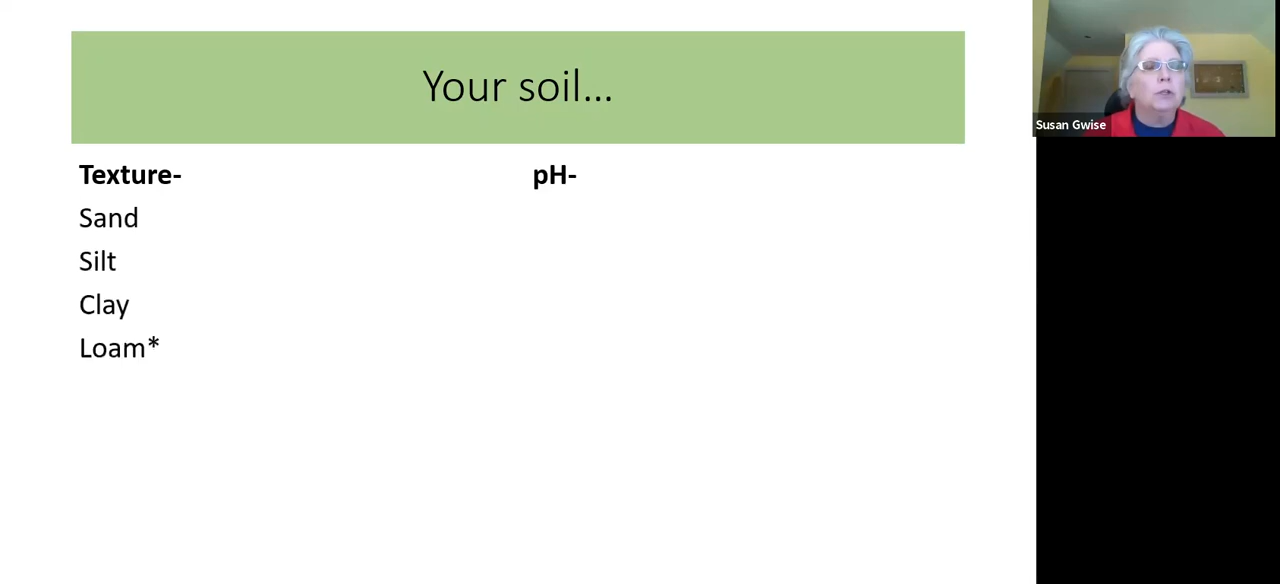 Your soil...
Texture-
Sand
Silt
Clay
Loam*
pH-
Susan Gwise